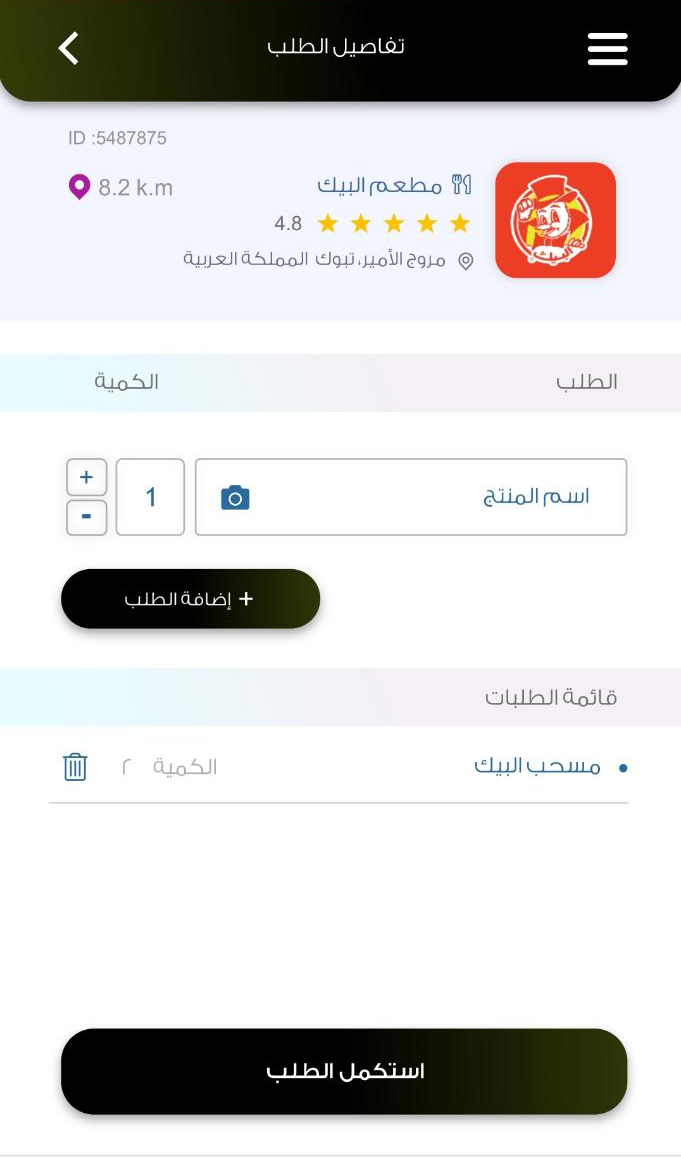 تفاصيل الطلب
ID :5487875
مطعم البيك
8.2 k.m
4.8
مروج الأمير، تبوك المملكة العربية
البيك
الطلب الكمية
اسم المنتج 1 +
-
+ إضافة الطلب
قائمة الطلبات
• مسحب البيك الكمية ٢
استكمل الطلب